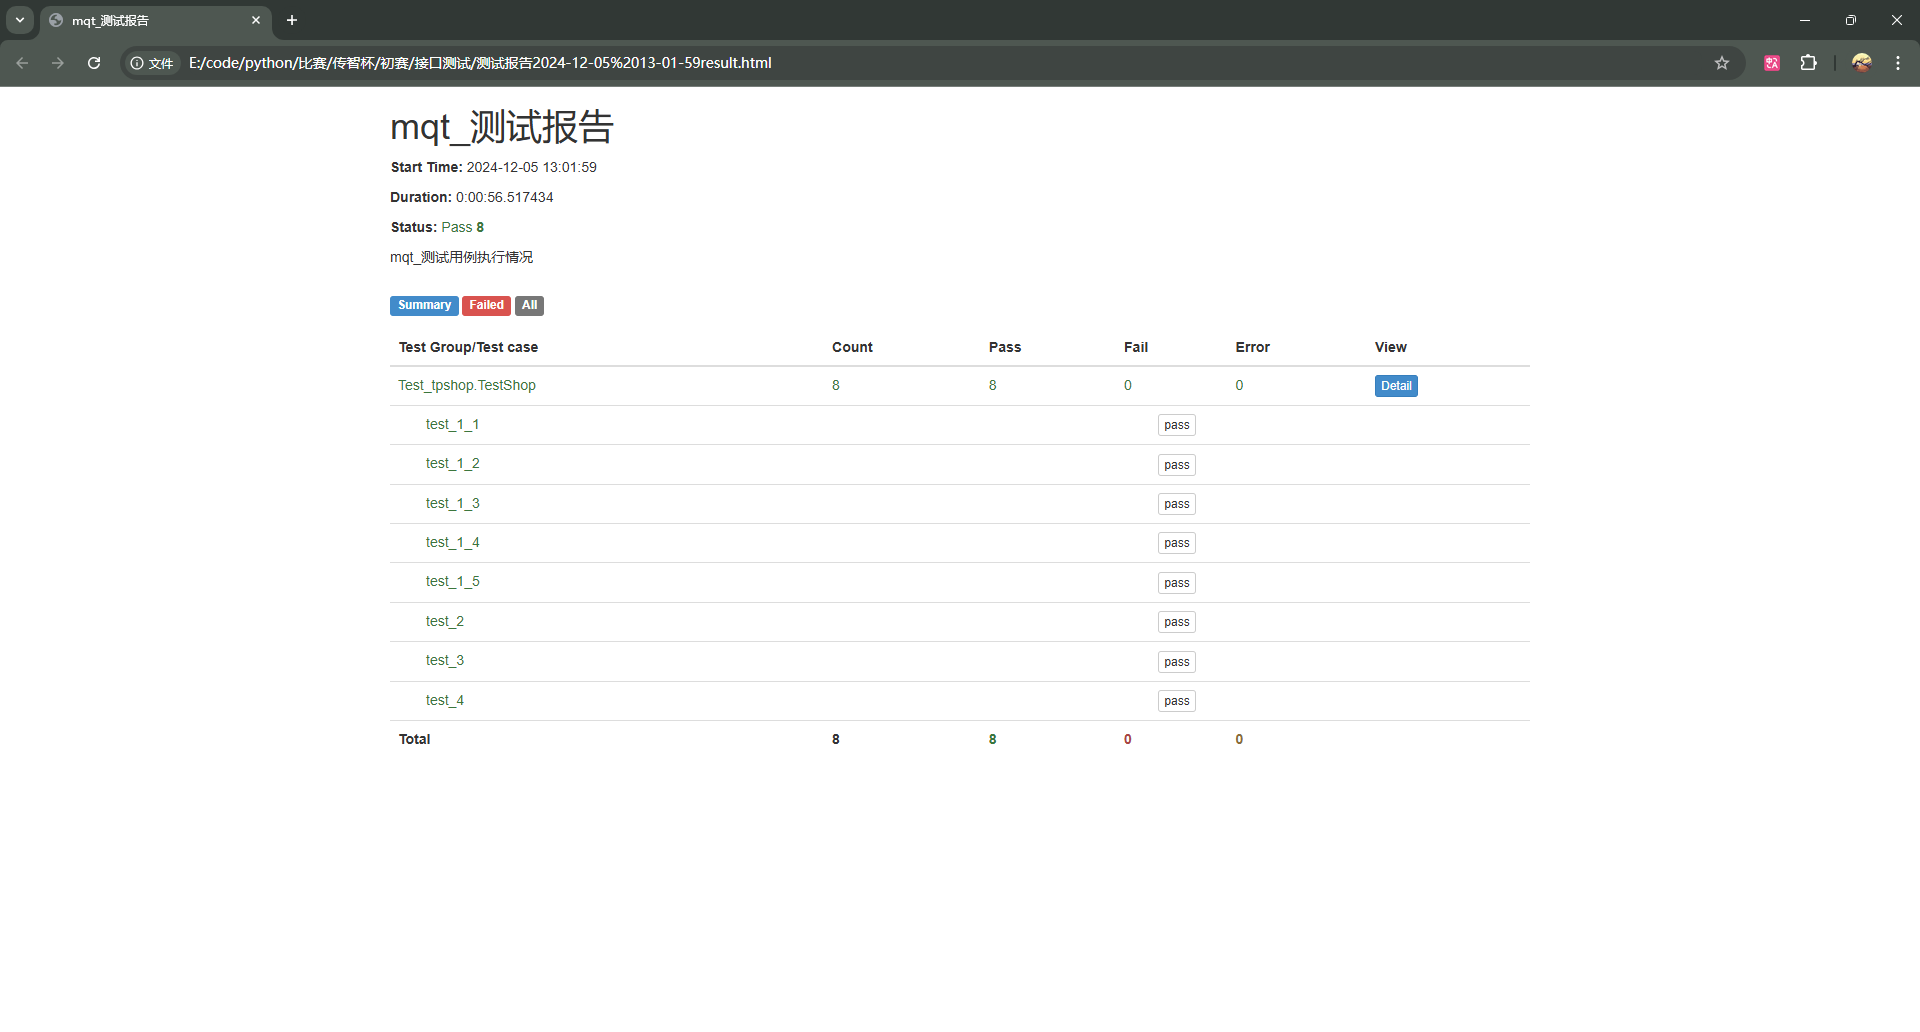 mqt_测试报告
文件 E:/code/python/比赛/传智杯/初赛/接口测试/测试报告2024-12-05%2013-01-59result.html
mqt_测试报告
Start Time: 2024-12-05 13:01:59
Duration: 0:00:56.517434
Status: Pass 8
mqt_测试用例执行情况
Summary Failed All
Test Group/Test case Count Pass Fail Error View
Test_tpshop.TestShop 8 8 0 0 Detail
test_1_1 pass
test_1_2 pass
test_1_3 pass
test_1_4 pass
test_1_5 pass
test_2 pass
test_3 pass
test_4 pass
Total 8 8 0 0